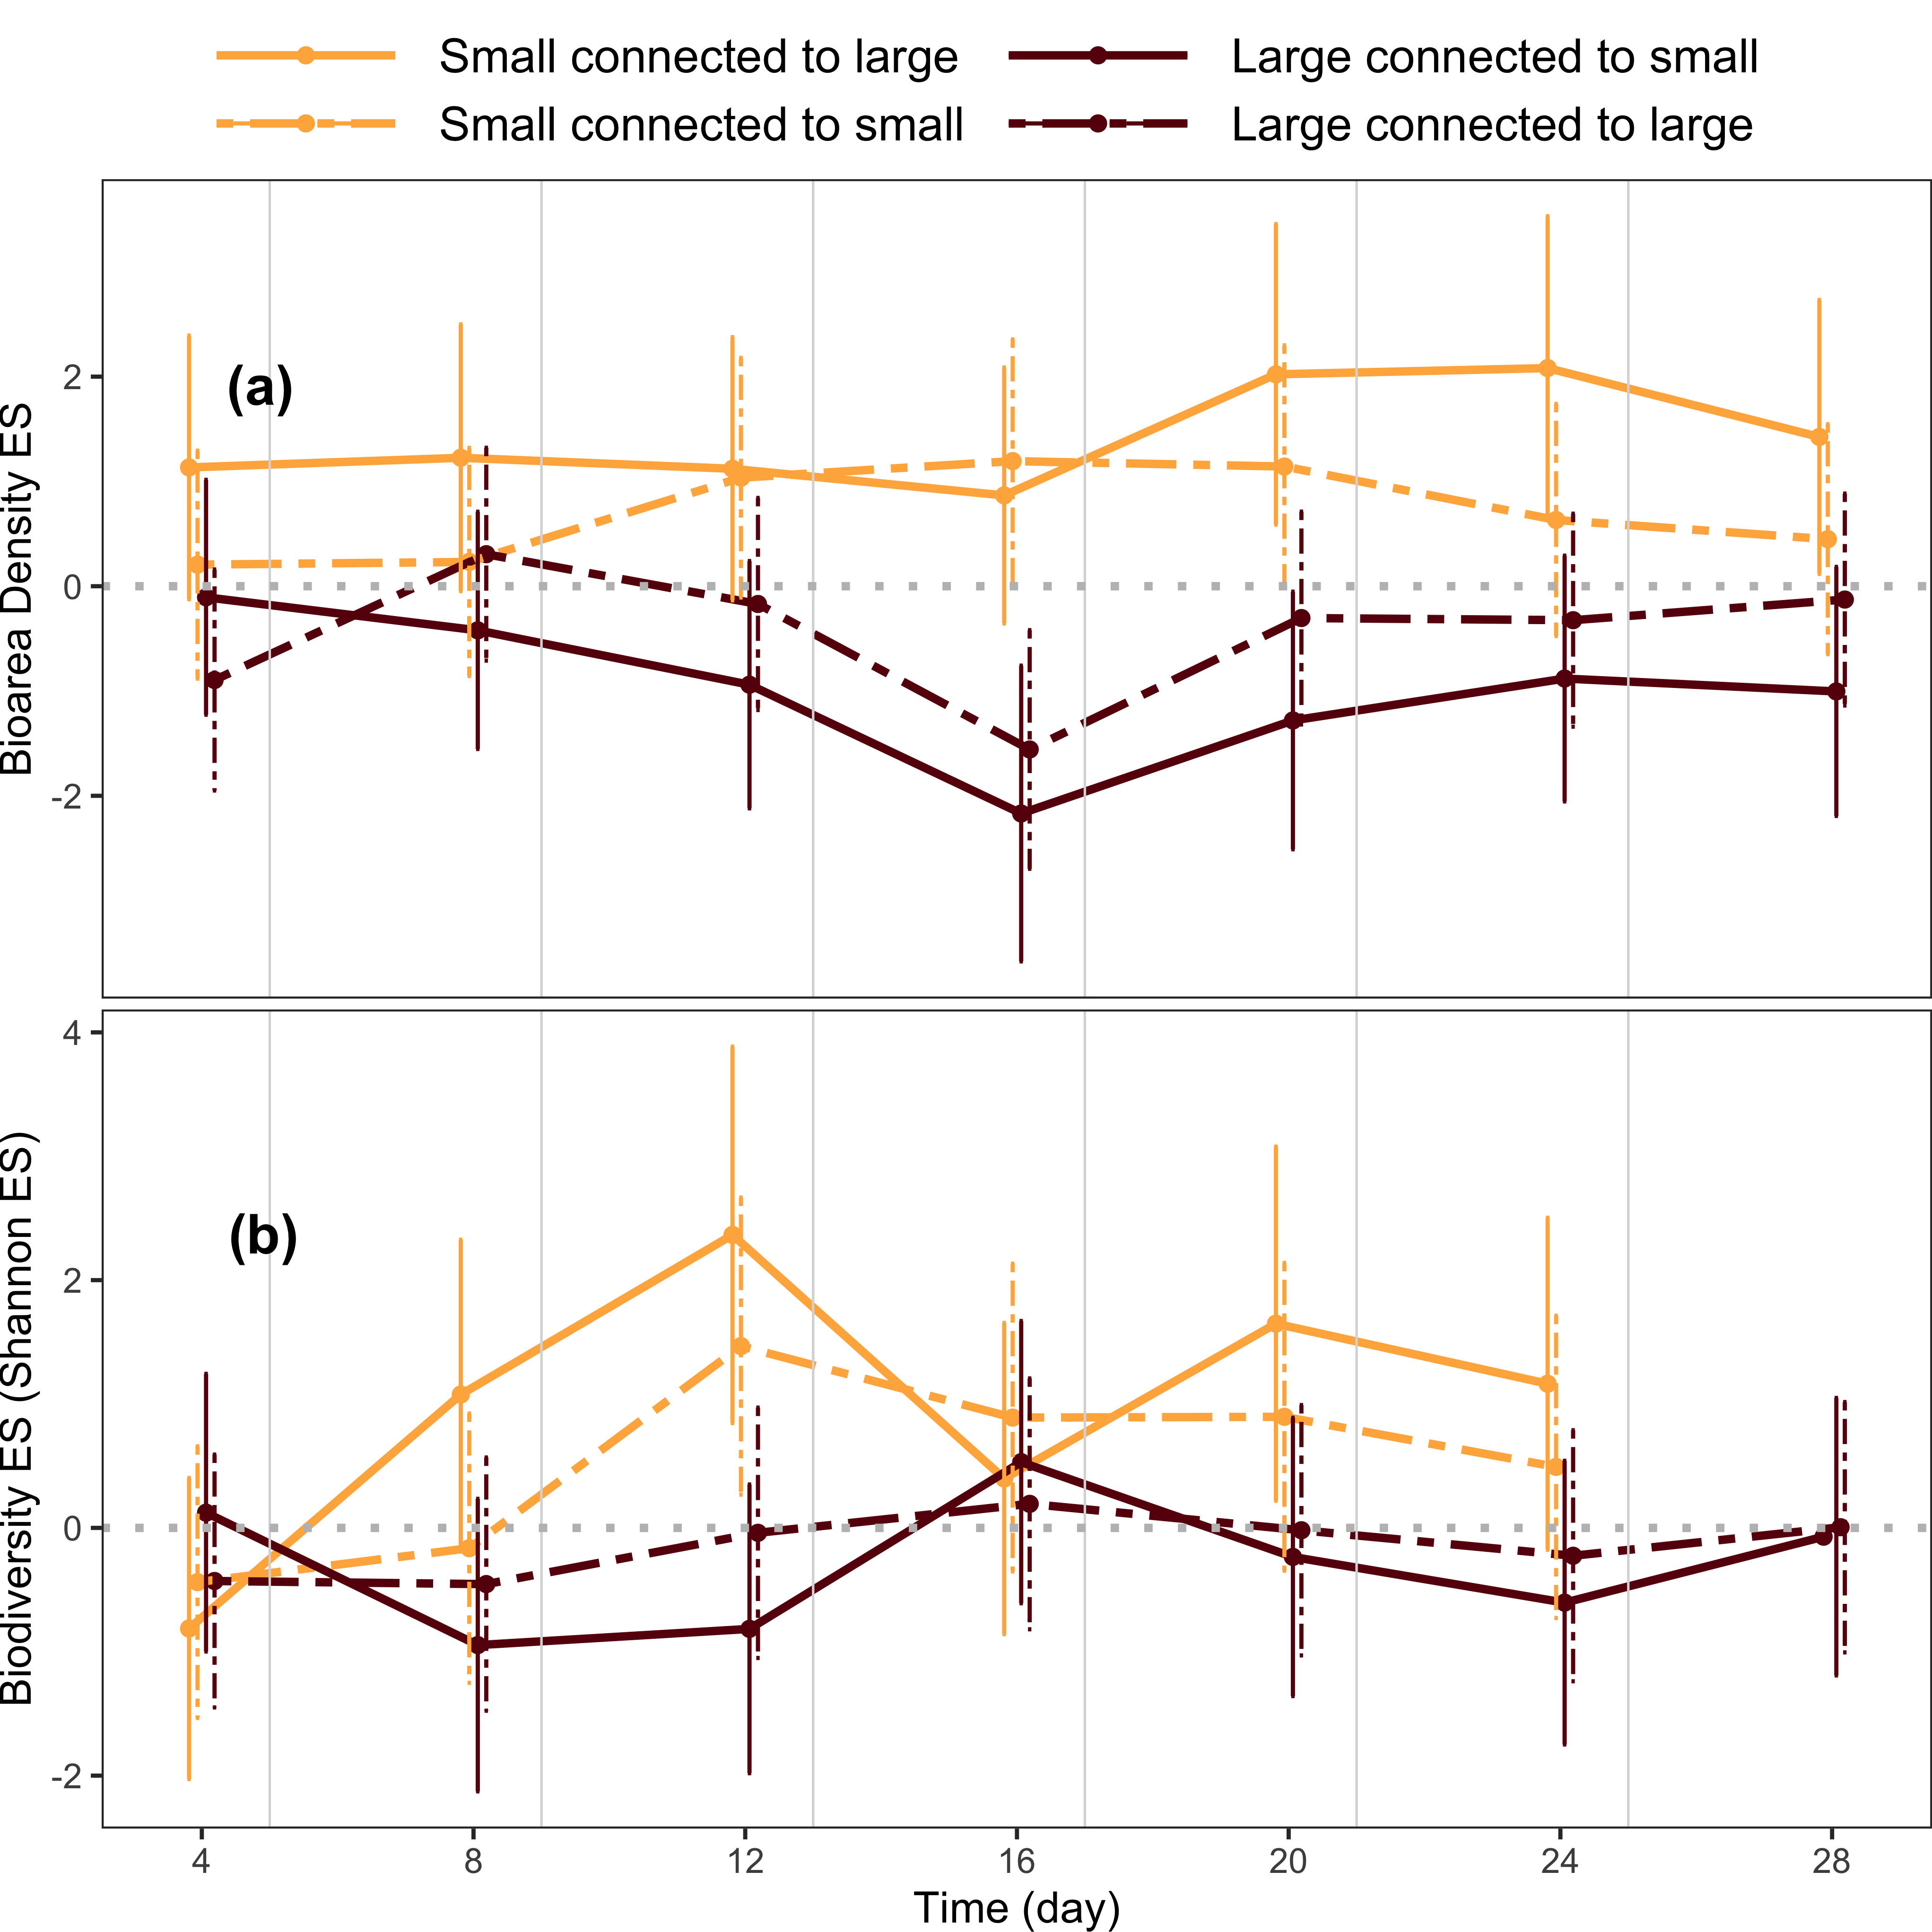 Small connected to large
Large connected to small
Small connected to small
Large connected to large
(a)
Bioarea Density ES
2
0
-2
(b)
Biodiversity ES (Shannon ES)
4
2
0
-2
4 8 12 16 20 24 28
Time (day)